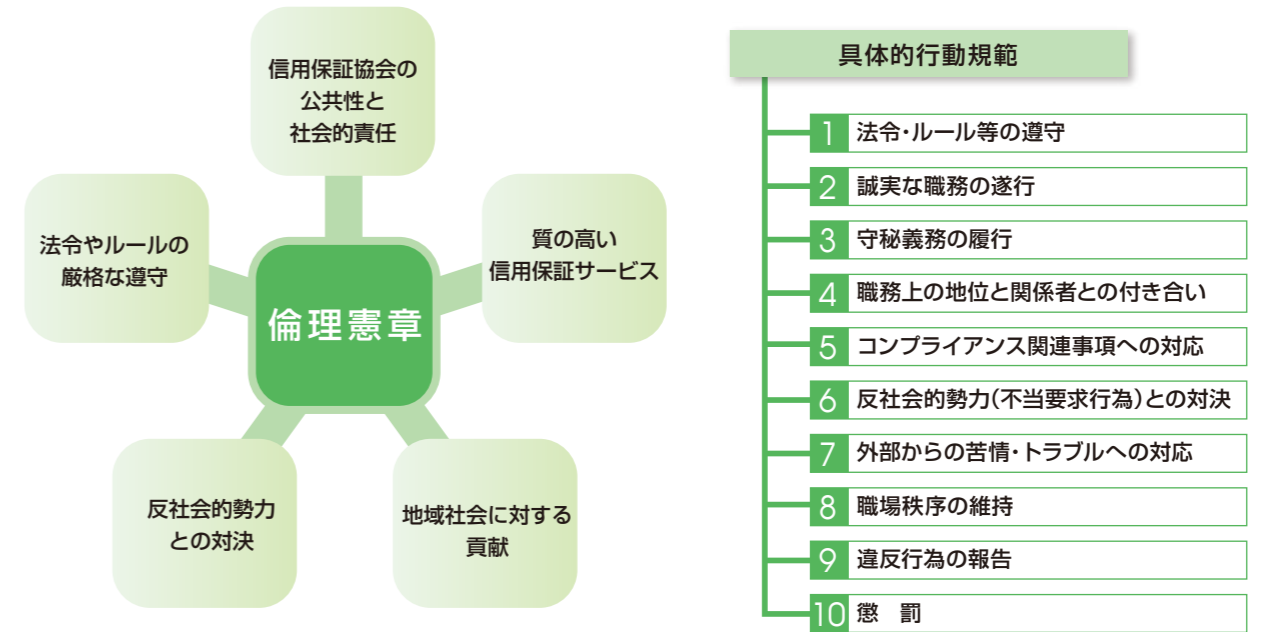 信用保証協会の
公共性と
社会的責任
質の高い
信用保証サービス
地域社会に対する
貢献
反社会的勢力
との対決
法令やルールの
厳格な遵守
倫理憲章
具体的行動規範
1 法令・ルール等の遵守
2 誠実な職務の遂行
3 守秘義務の履行
4 職務上の地位と関係者との付き合い
5 コンプライアンス関連事項への対応
6 反社会的勢力(不当要求行為)との対決
7 外部からの苦情・トラブルへの対応
8 職場秩序の維持
9 違反行為の報告
10 懲　罰